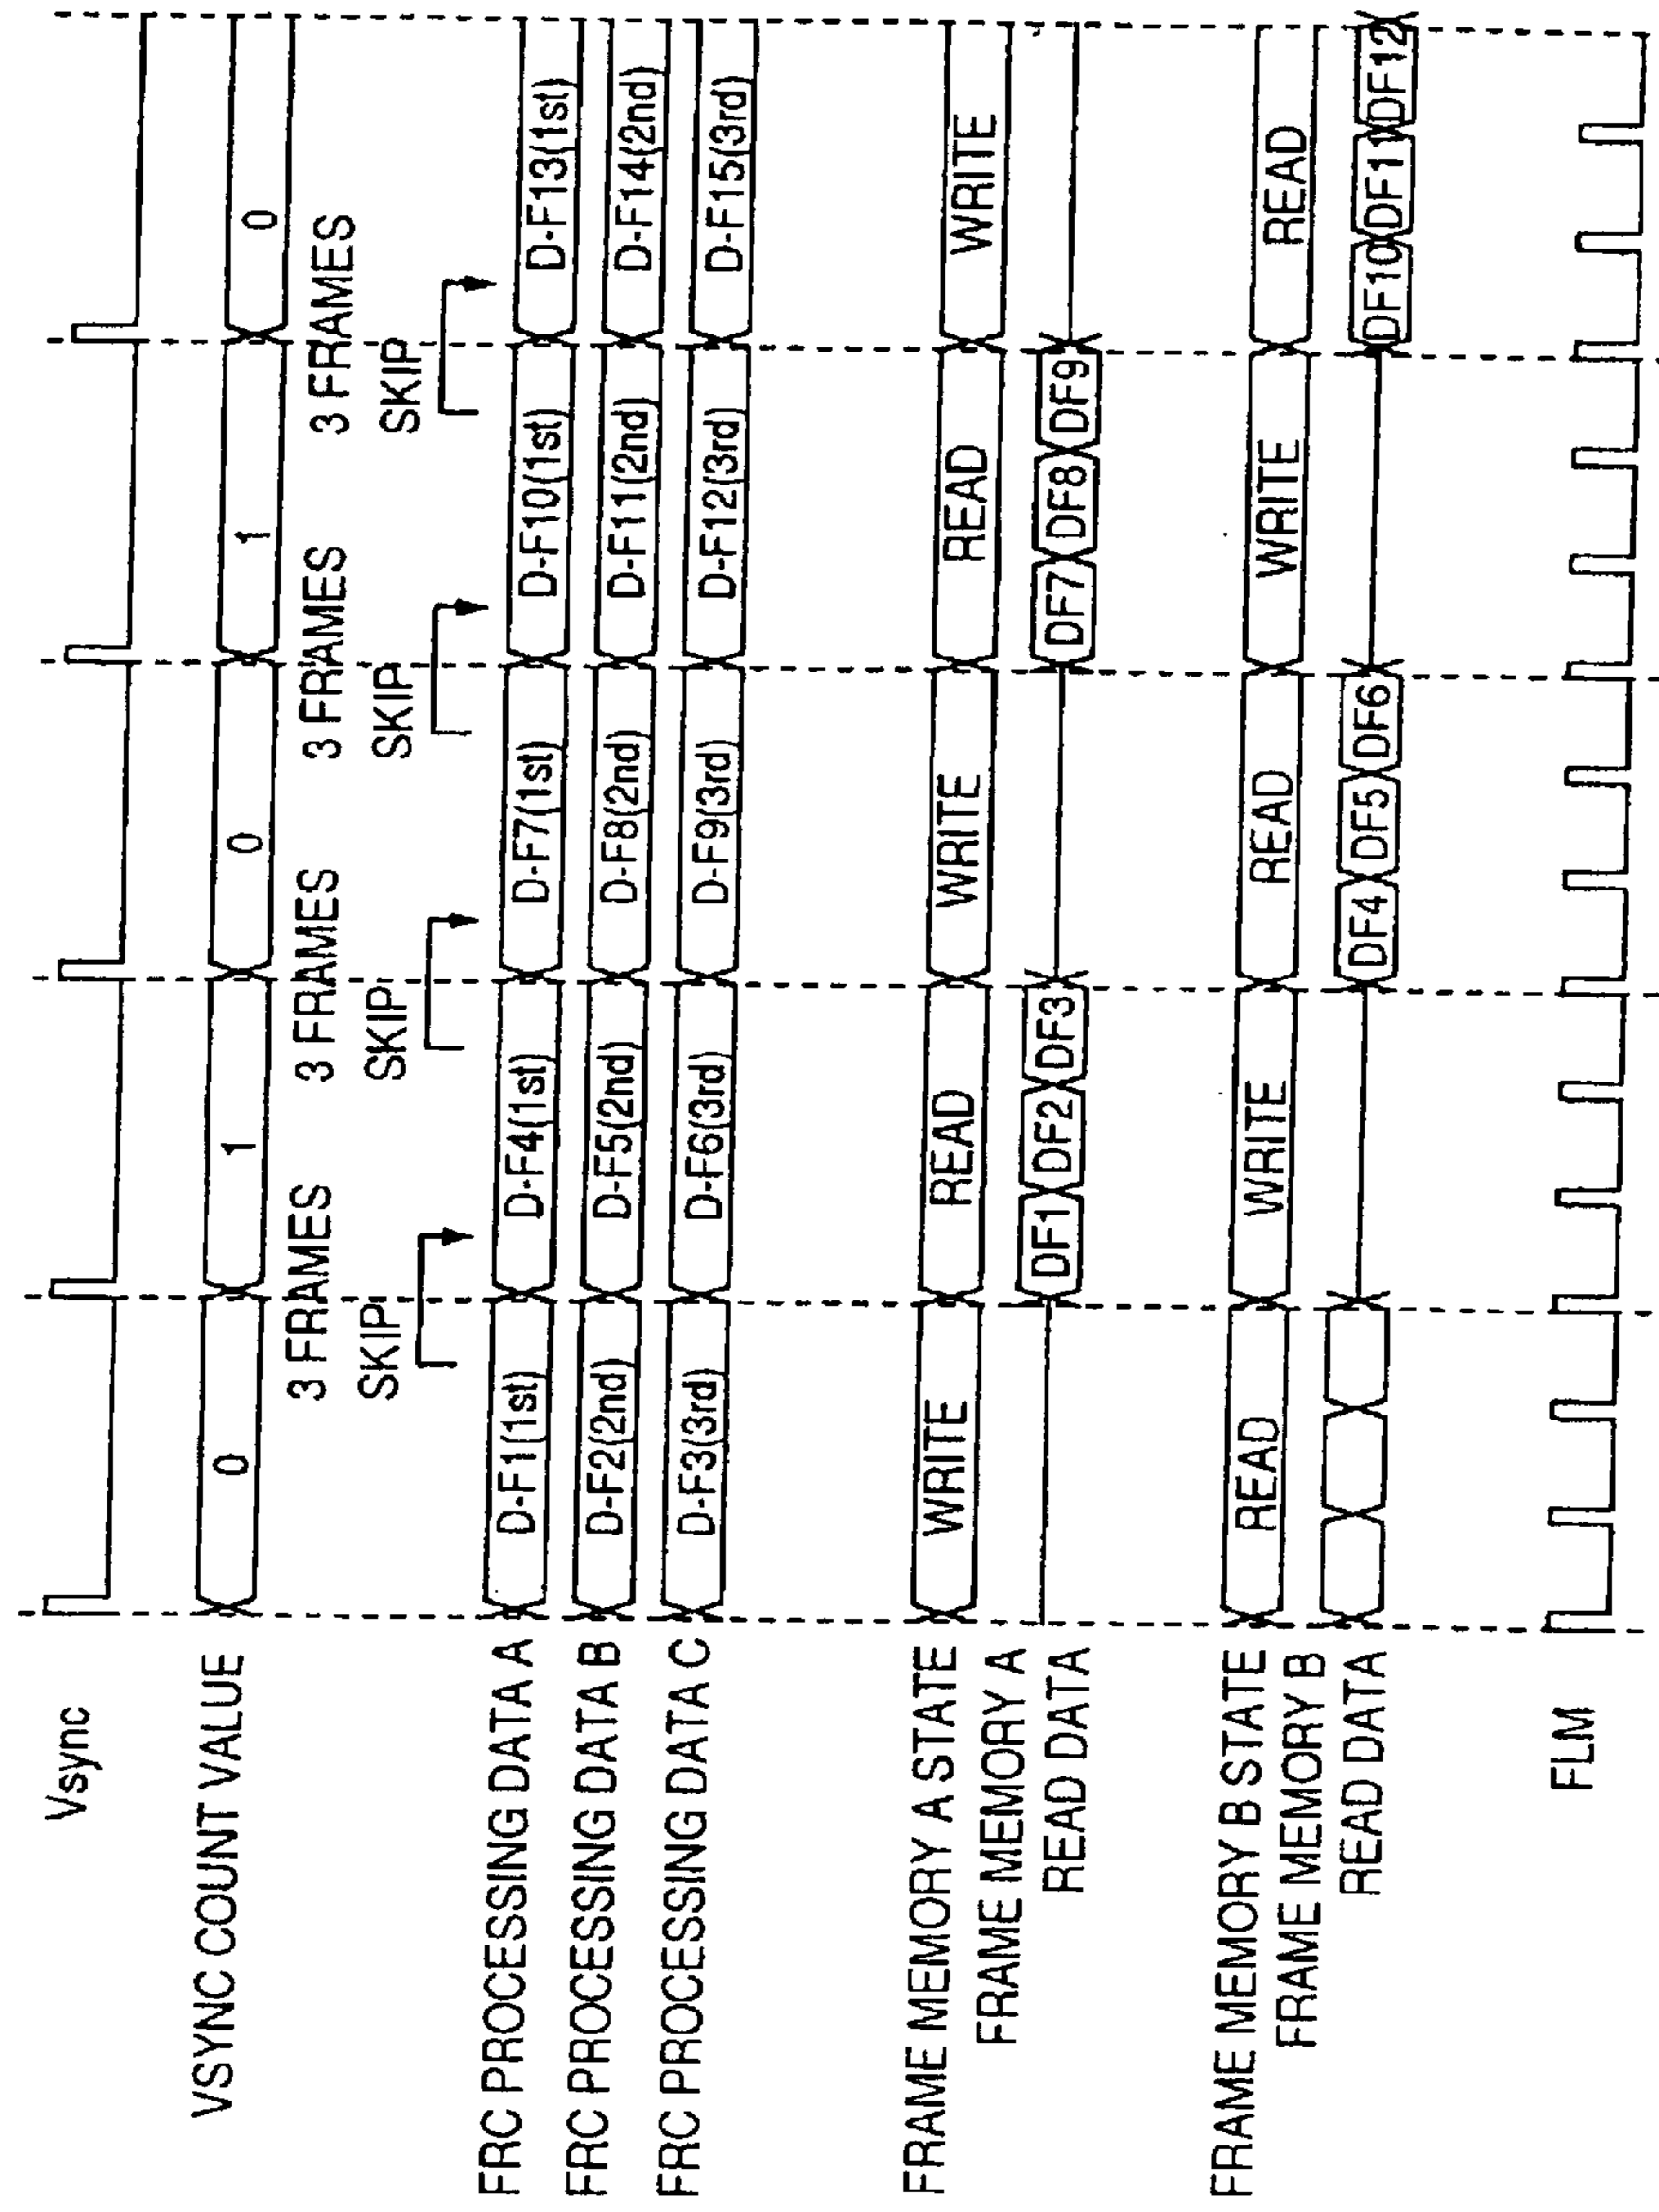 Vsync
VSYNC COUNT VALUE 0 1 0 1 0
3 FRAMES 3 FRAMES 3 FRAMES 3 FRAMES
SKIP SKIP SKIP SKIP
FRC PROCESSING DATA A D-F1(1st) D-F4(1st) D-F7(1st) D-F10(1st) D-F13(1st)
FRC PROCESSING DATA B D-F2(2nd) D-F5(2nd) D-F8(2nd) D-F11(2nd) D-F14(2nd)
FRC PROCESSING DATA C D-F3(3rd) D-F6(3rd) D-F9(3rd) D-F12(3rd) D-F15(3rd)
FRAME MEMORY A STATE WRITE READ WRITE READ WRITE
FRAME MEMORY A
READ DATA DF1 DF2 DF3 DF7 DF8 DF9
FRAME MEMORY B STATE READ WRITE READ WRITE READ
FRAME MEMORY B
READ DATA DF4 DF5 DF6 DF10 DF11 DF12
FLM